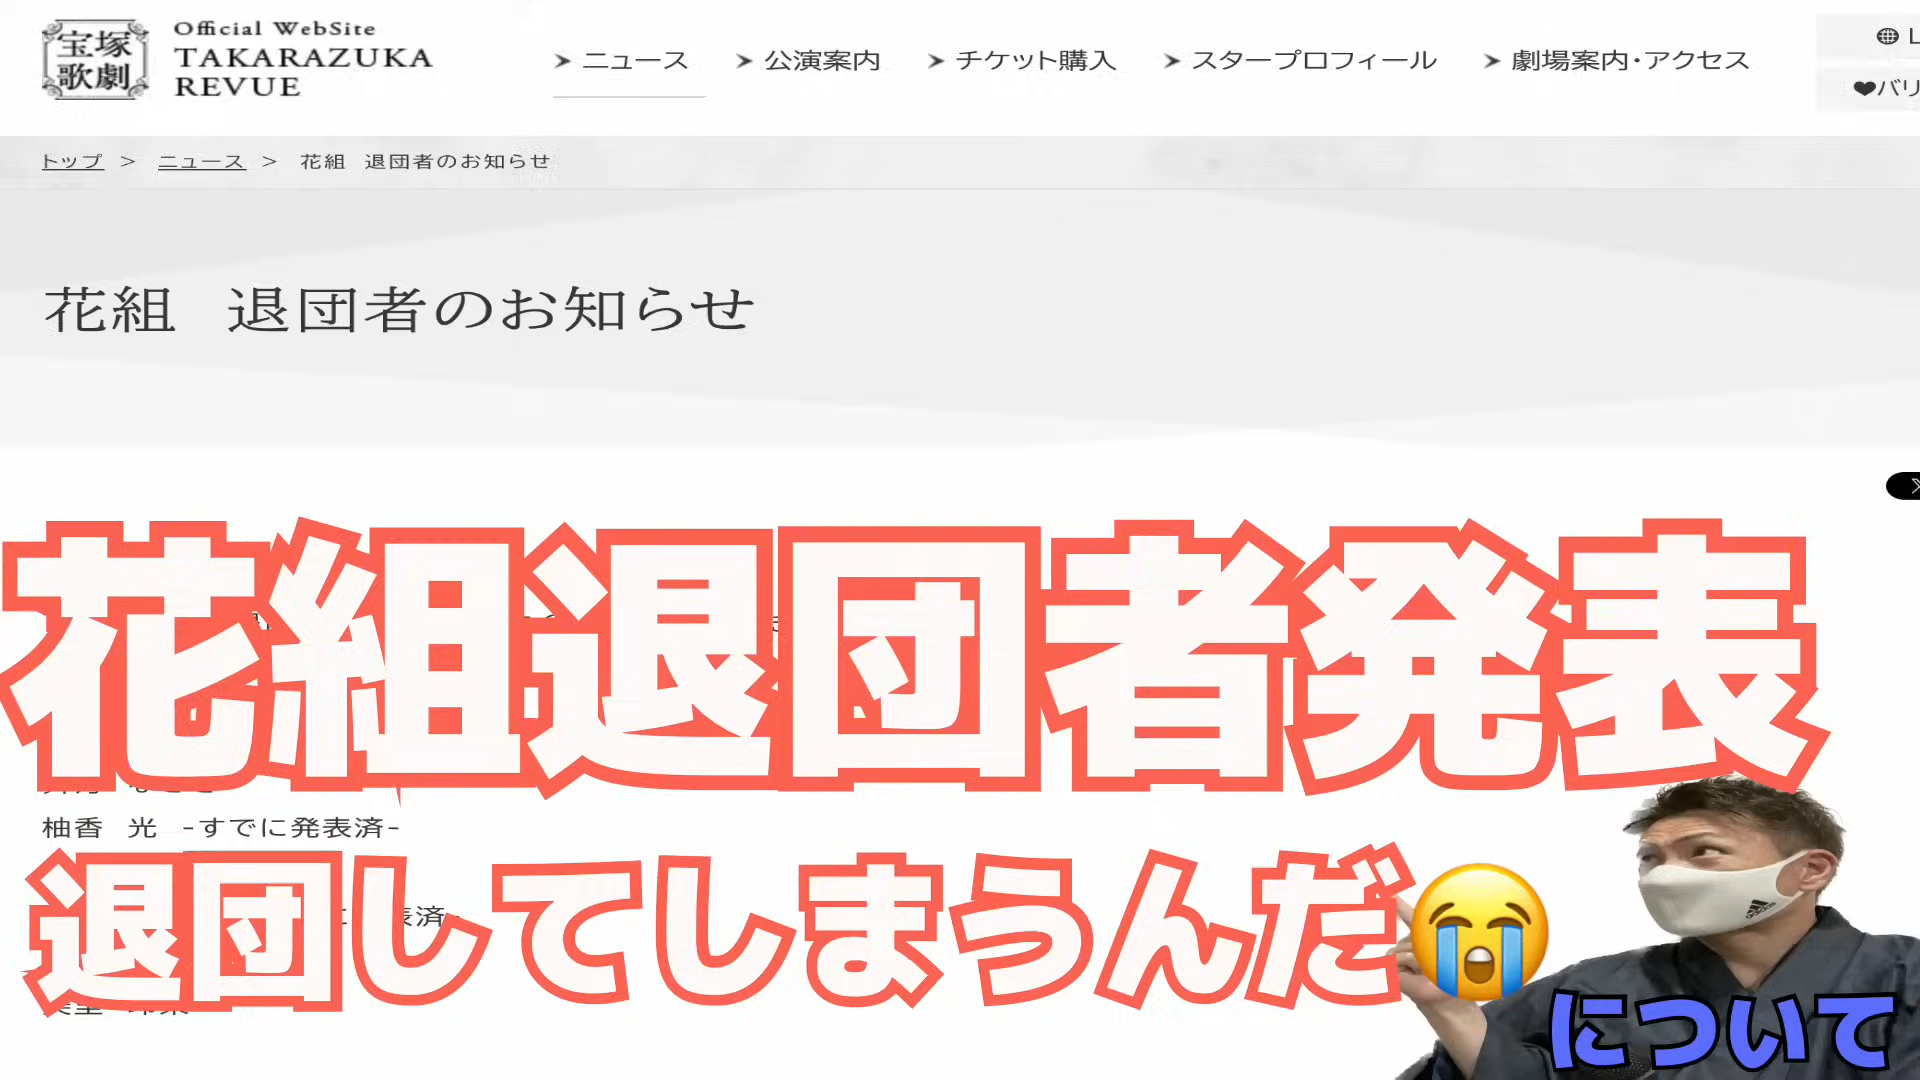 宝塚
歌劇
Official WebSite
TAKARAZUKA
REVUE
ニュース
公演案内
チケット購入
スタープロフィール
劇場案内・アクセス
トップ > ニュース > 花組 退団者のお知らせ
花組 退団者のお知らせ
花組退団者発表
柚香 光 -すでに発表済-
退団してしまうんだ
adidas
について